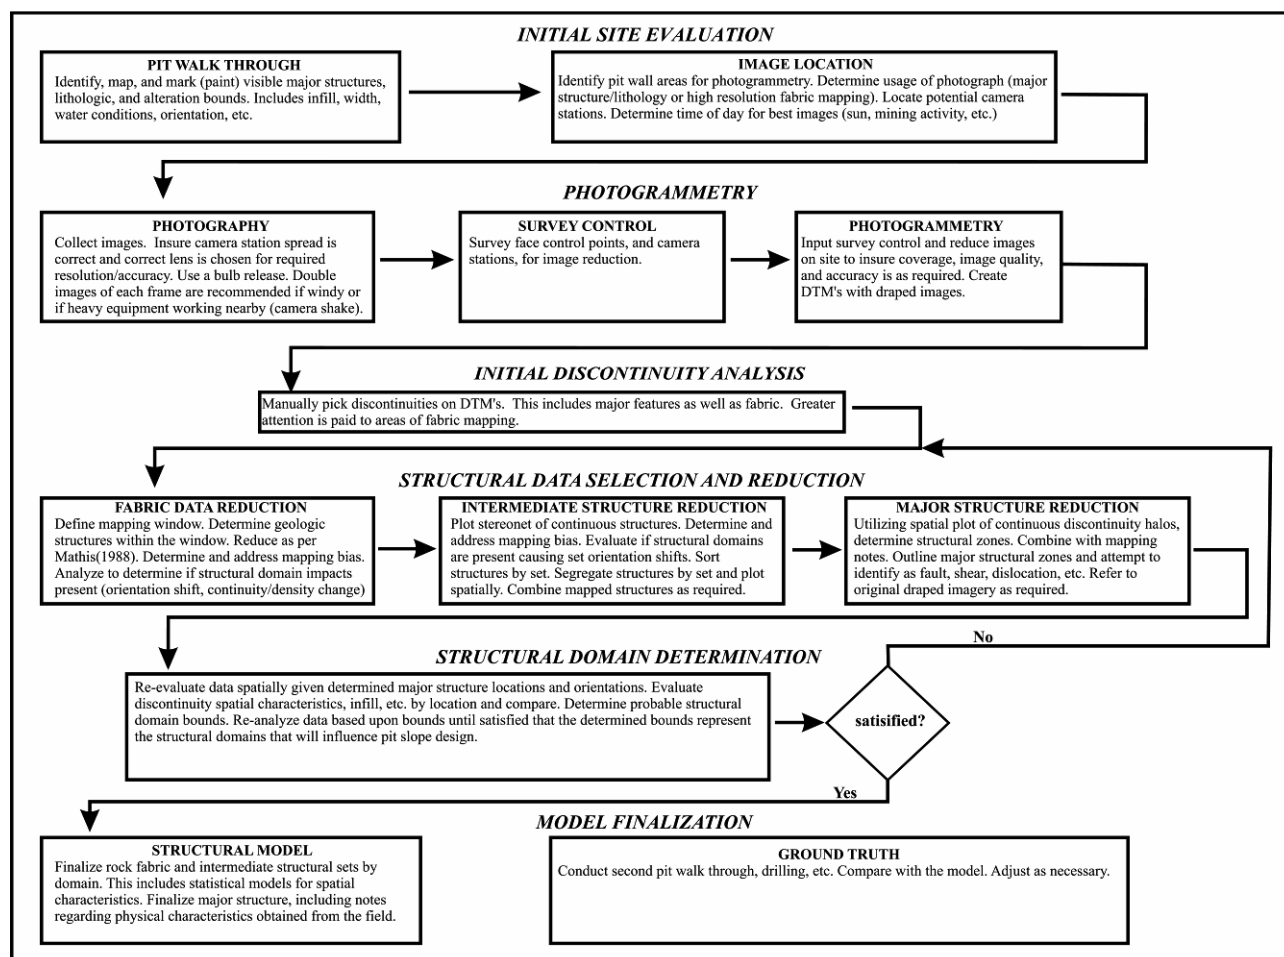 INITIAL SITE EVALUATION
PIT WALK THROUGH
Identify, map, and mark (paint) visible major structures,
lithologic, and alteration bounds. Includes infill, width,
water conditions, orientation, etc.
IMAGE LOCATION
Identify pit wall areas for photogrammetry. Determine usage of photograph (major
structure/lithology or high resolution fabric mapping). Locate potential camera
stations. Determine time of day for best images (sun, mining activity, etc.)
PHOTOGRAMMETRY
PHOTOGRAPHY
Collect images. Insure camera station spread is
correct and correct lens is chosen for required
resolution/accuracy. Use a bulb release. Double
images of each frame are recommended if windy or
if heavy equipment working nearby (camera shake).
SURVEY CONTROL
Survey face control points, and camera
stations, for image reduction.
PHOTOGRAMMETRY
Input survey control and reduce images
on site to insure coverage, image quality,
and accuracy is as required. Create
DTM's with draped images.
INITIAL DISCONTINUITY ANALYSIS
Manually pick discontinuities on DTM's. This includes major features as well as fabric. Greater
attention is paid to areas of fabric mapping.
STRUCTURAL DATA SELECTION AND REDUCTION
FABRIC DATA REDUCTION
Define mapping window. Determine geologic
structures within the window. Reduce as per
Mathis(1988). Determine and address mapping bias.
Analyze to determine if structural domain impacts
present (orientation shift, continuity/density change)
INTERMEDIATE STRUCTURE REDUCTION
Plot stereonet of continuous structures. Determine and
address mapping bias. Evaluate if structural domains
are present causing set orientation shifts. Sort
structures by set. Segregate structures by set and plot
spatially. Combine mapped structures as required.
MAJOR STRUCTURE REDUCTION
Utilizing spatial plot of continuous discontinuity halos,
determine structural zones. Combine with mapping
notes. Outline major structural zones and attempt to
identify as fault, shear, dislocation, etc. Refer to
original draped imagery as required.
No
STRUCTURAL DOMAIN DETERMINATION
Re-evaluate data spatially given determined major structure locations and orientations. Evaluate
discontinuity spatial characteristics, infill, etc. by location and compare. Determine probable structural
domain bounds. Re-analyze data based upon bounds until satisfied that the determined bounds represent
the structural domains that will influence pit slope design.
satisified?
Yes
MODEL FINALIZATION
STRUCTURAL MODEL
Finalize rock fabric and intermediate structural sets by
domain. This includes statistical models for spatial
characteristics. Finalize major structure, including notes
regarding physical characteristics obtained from the field.
GROUND TRUTH
Conduct second pit walk through, drilling, etc. Compare with the model. Adjust as necessary.